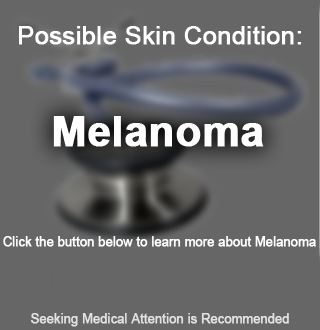 Possible Skin Condition:
Melanoma
Click the button below to learn more about Melanoma
Seeking Medical Attention is Recommended